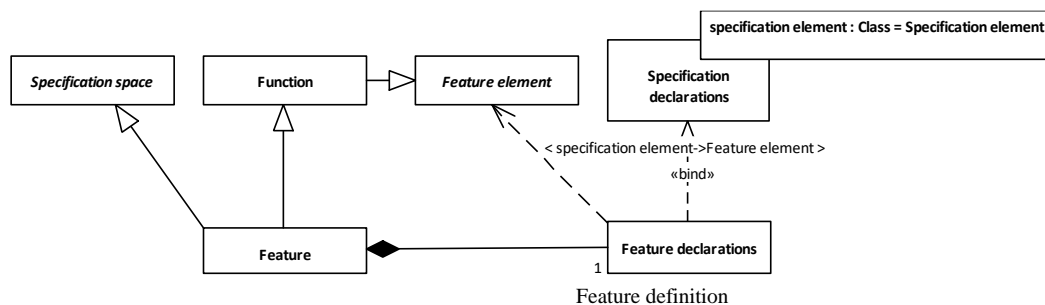 specification element : Class = Specification element
Specification space
Function
Feature element
Specification
declarations
< specification element->Feature element >
«bind»
Feature
Feature declarations
1
Feature definition